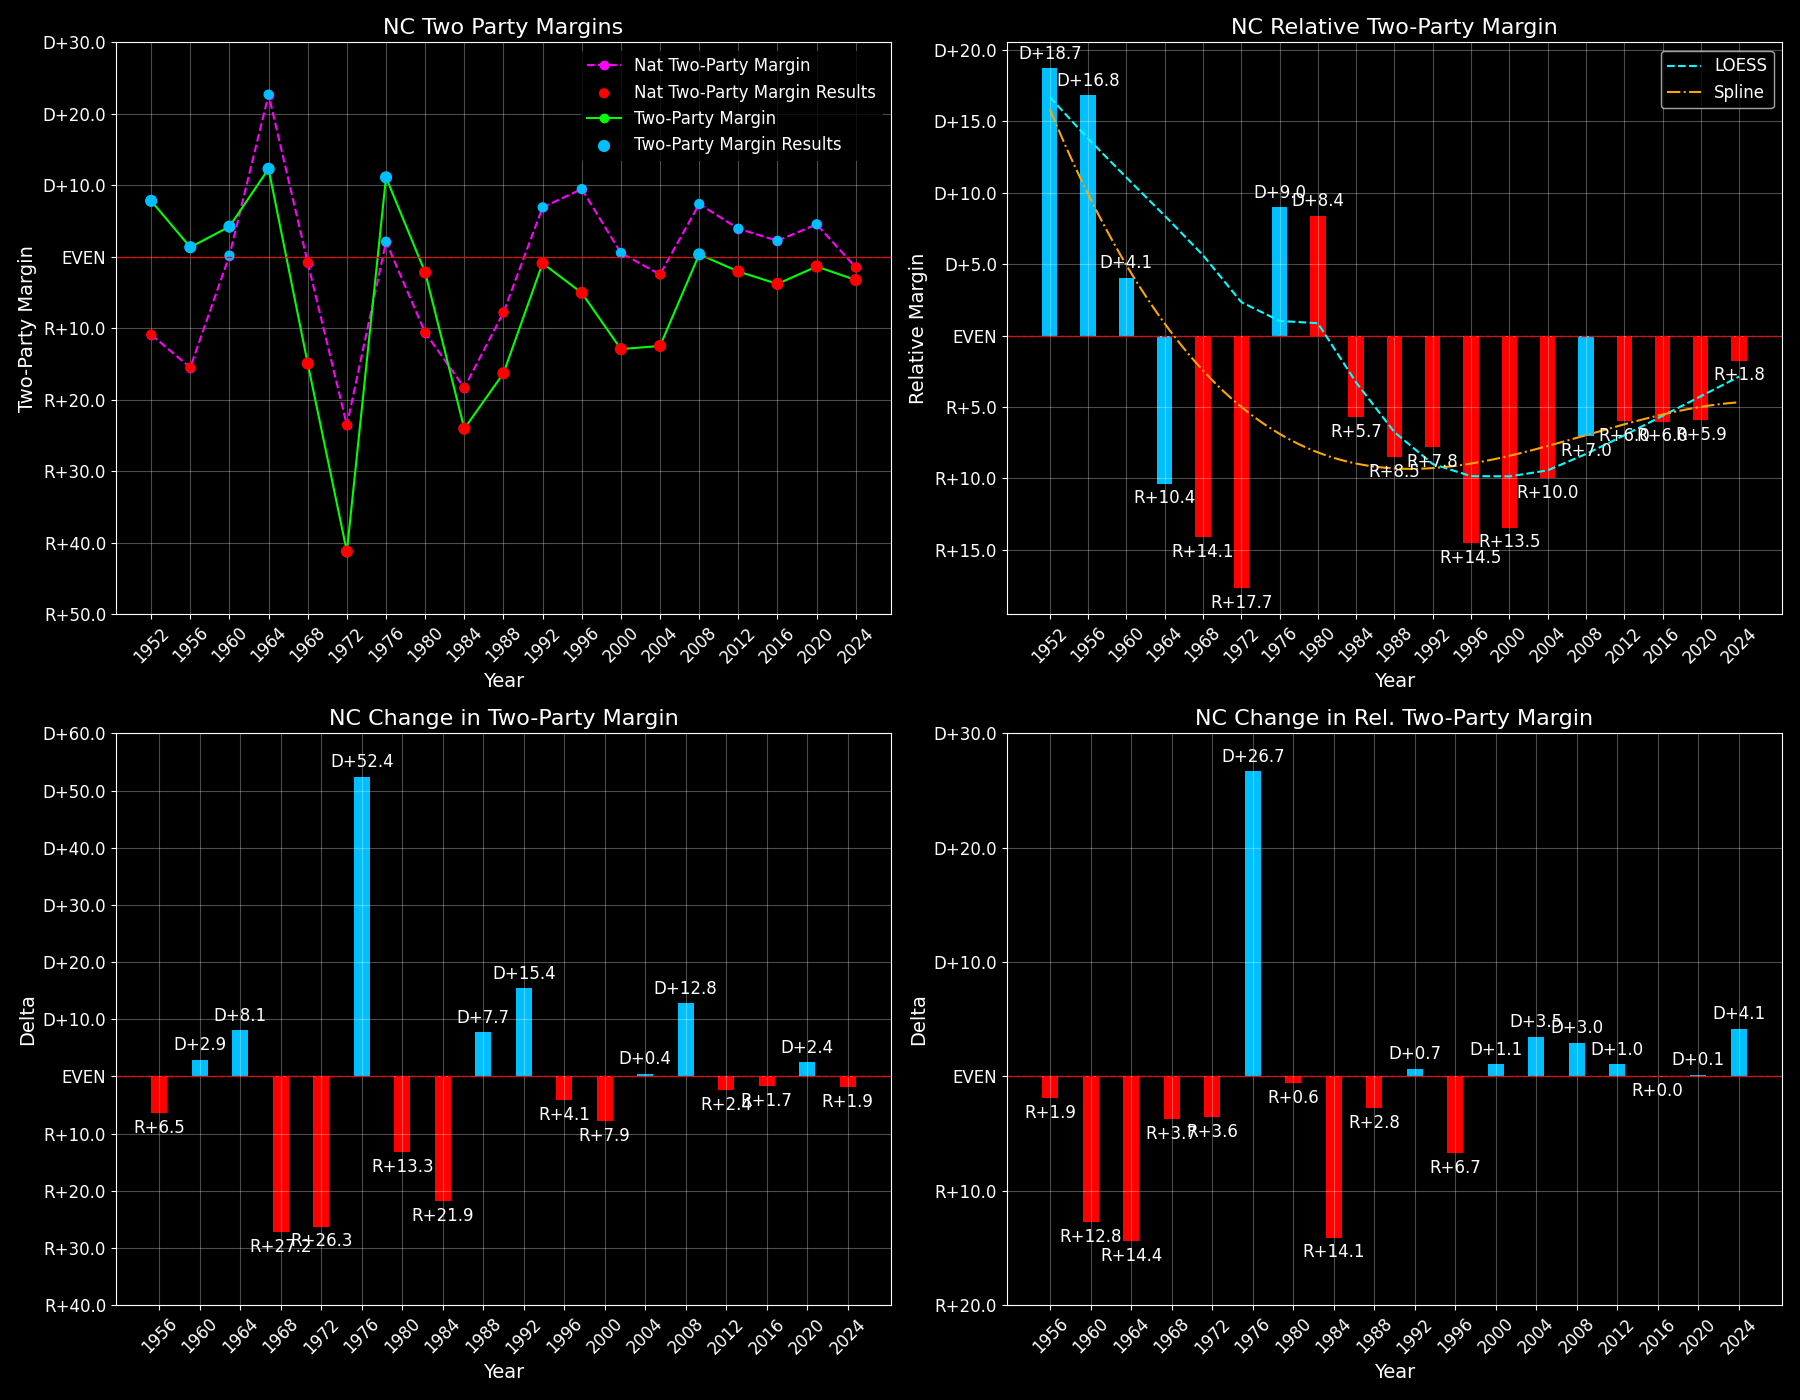 NC Two Party Margins
Two-Party Margin
D+30.0
D+20.0
D+10.0
EVEN
R+10.0
R+20.0
R+30.0
R+40.0
R+50.0
Nat Two-Party Margin
Nat Two-Party Margin Results
Two-Party Margin
Two-Party Margin Results
1952 1956 1960 1964 1968 1972 1976 1980 1984 1988 1992 1996 2000 2004 2008 2012 2016 2020 2024
Year
NC Relative Two-Party Margin
Relative Margin
D+20.0
D+15.0
D+10.0
D+5.0
EVEN
R+5.0
R+10.0
R+15.0
LOESS
Spline
D+18.7
D+16.8
D+4.1
R+10.4
R+14.1
R+17.7
D+9.0
D+8.4
R+5.7
R+8.5
R+7.8
R+14.5
R+13.5
R+10.0
R+7.0
R+6.0
R+6.0
R+5.9
R+1.8
1952 1956 1960 1964 1968 1972 1976 1980 1984 1988 1992 1996 2000 2004 2008 2012 2016 2020 2024
Year
NC Change in Two-Party Margin
Delta
D+60.0
D+50.0
D+40.0
D+30.0
D+20.0
D+10.0
EVEN
R+10.0
R+20.0
R+30.0
R+40.0
R+6.5
D+2.9
D+8.1
R+27.2
R+26.3
D+52.4
R+13.3
R+21.9
D+7.7
D+15.4
R+4.1
R+7.9
D+0.4
D+12.8
R+2.4
R+1.7
D+2.4
R+1.9
1956 1960 1964 1968 1972 1976 1980 1984 1988 1992 1996 2000 2004 2008 2012 2016 2020 2024
Year
NC Change in Rel. Two-Party Margin
Delta
D+30.0
D+20.0
D+10.0
EVEN
R+10.0
R+20.0
R+1.9
R+12.8
R+14.4
R+3.7
R+3.6
D+26.7
R+0.6
R+14.1
R+2.8
D+0.7
R+6.7
D+1.1
D+3.5
D+3.0
D+1.0
R+0.0
D+0.1
D+4.1
1956 1960 1964 1968 1972 1976 1980 1984 1988 1992 1996 2000 2004 2008 2012 2016 2020 2024
Year